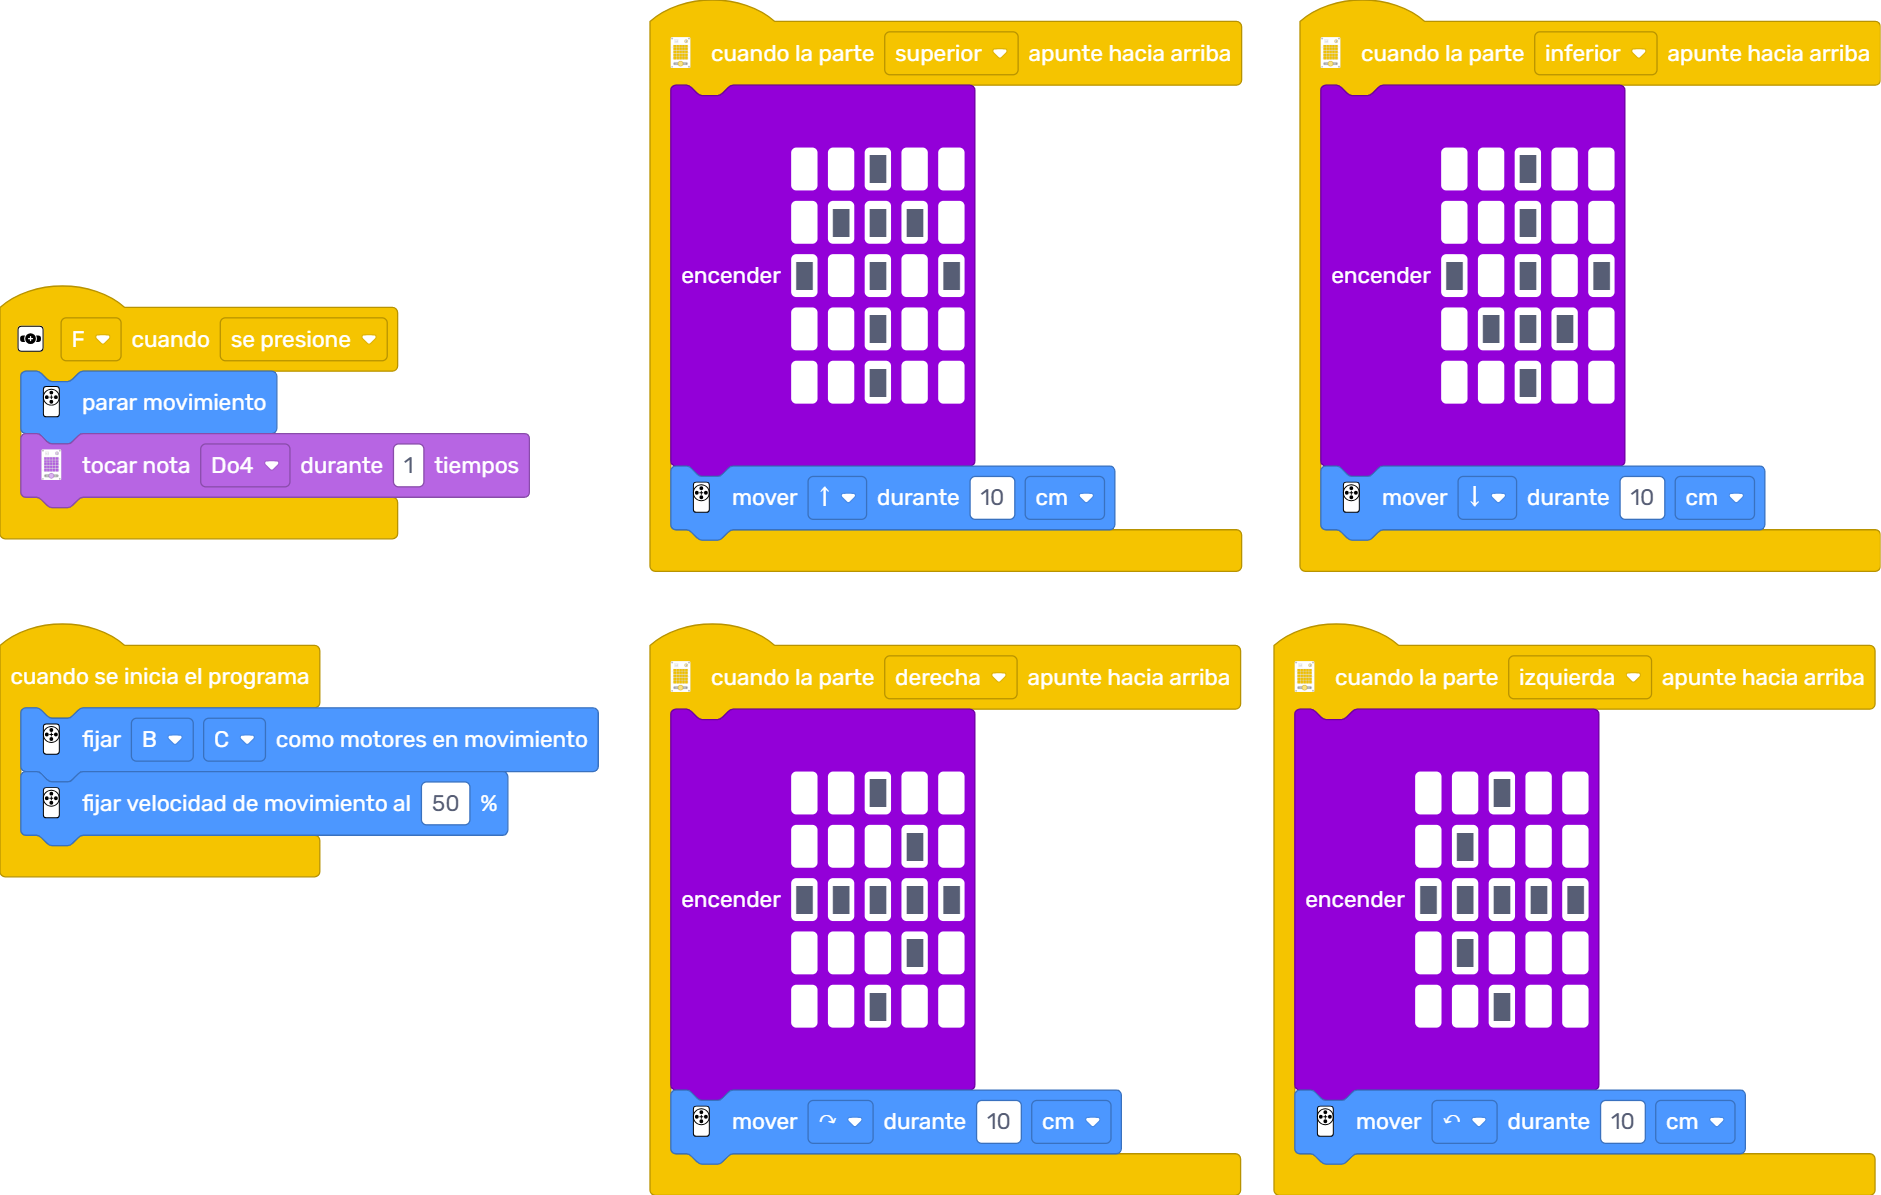 cuando la parte superior apunte hacia arriba
encender
mover ↑ durante 10 cm
cuando la parte inferior apunte hacia arriba
encender
mover ↓ durante 10 cm
F cuando se presione
parar movimiento
tocar nota Do4 durante 1 tiempos
cuando se inicia el programa
fijar B C como motores en movimiento
fijar velocidad de movimiento al 50 %
cuando la parte derecha apunte hacia arriba
encender
mover durante 10 cm
cuando la parte izquierda apunte hacia arriba
encender
mover durante 10 cm